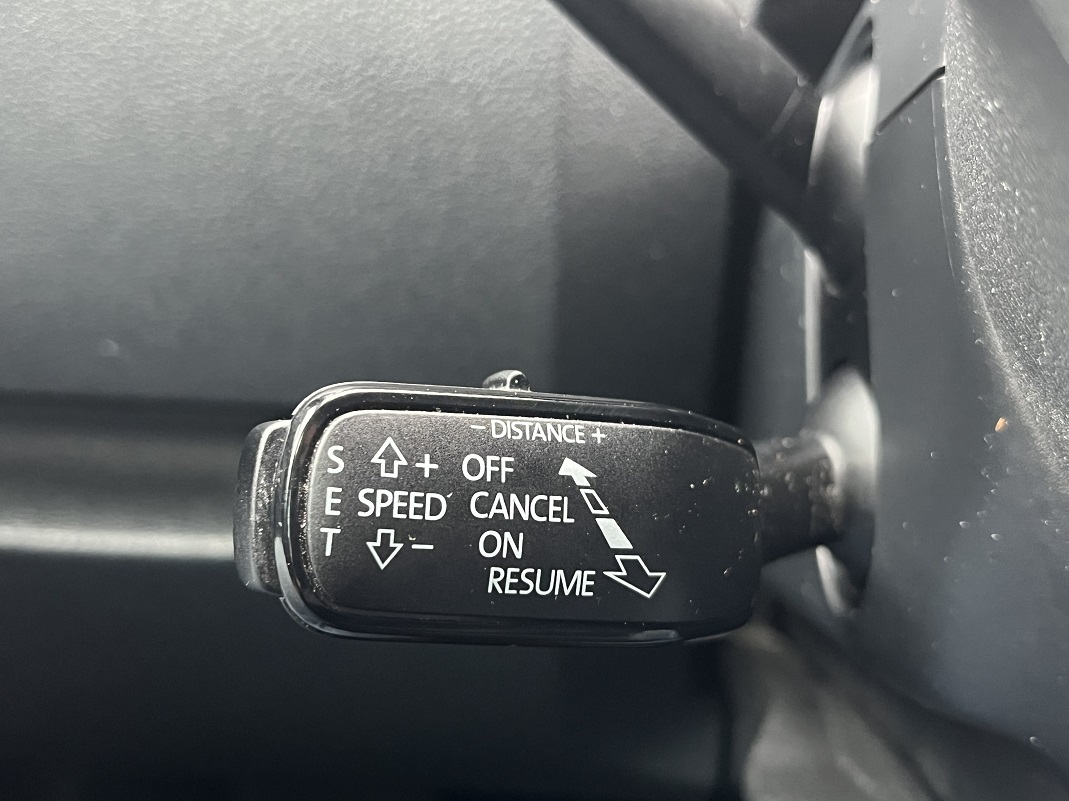 - DISTANCE +
S + OFF
E SPEED CANCEL
T - ON
RESUME